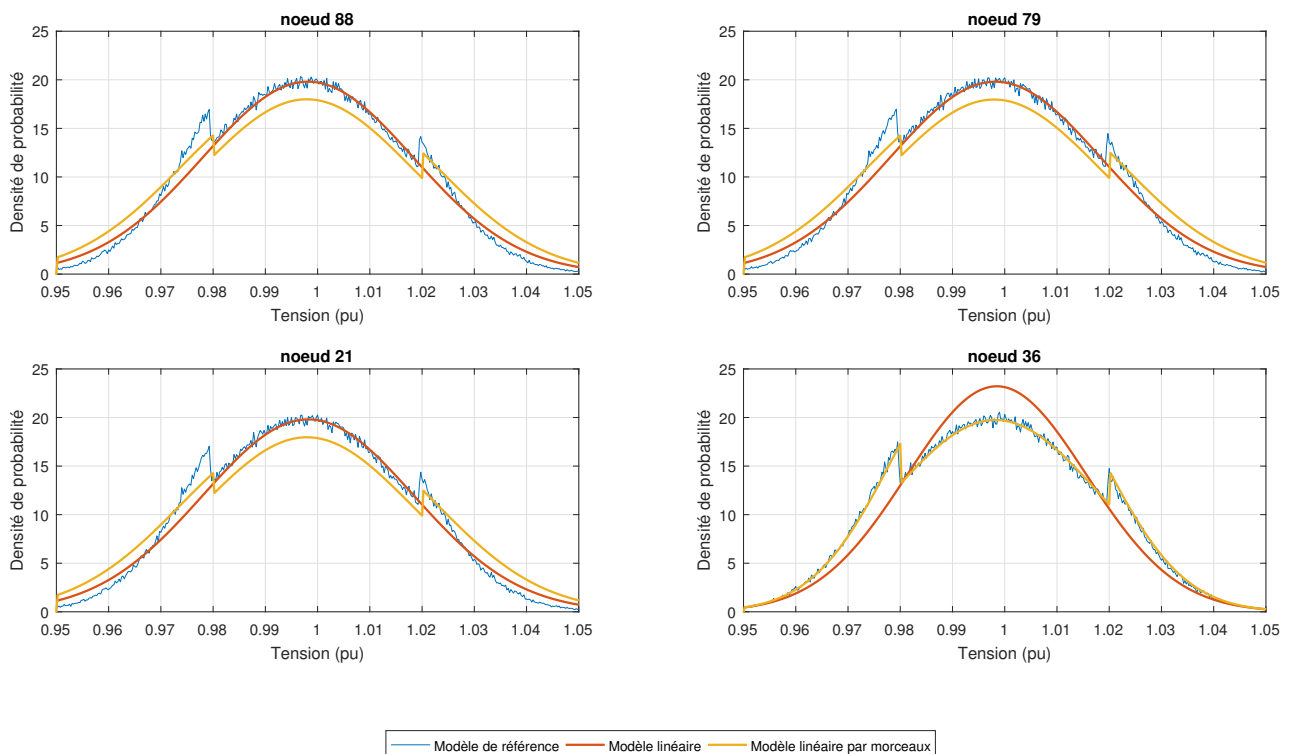 noeud 88
Densité de probabilité
25
20
15
10
5
0
0.95 0.96 0.97 0.98 0.99 1 1.01 1.02 1.03 1.04 1.05
Tension (pu)
noeud 79
Densité de probabilité
25
20
15
10
5
0
0.95 0.96 0.97 0.98 0.99 1 1.01 1.02 1.03 1.04 1.05
Tension (pu)
noeud 21
Densité de probabilité
25
20
15
10
5
0
0.95 0.96 0.97 0.98 0.99 1 1.01 1.02 1.03 1.04 1.05
Tension (pu)
noeud 36
Densité de probabilité
25
20
15
10
5
0
0.95 0.96 0.97 0.98 0.99 1 1.01 1.02 1.03 1.04 1.05
Tension (pu)
Modèle de référence Modèle linéaire Modèle linéaire par morceaux